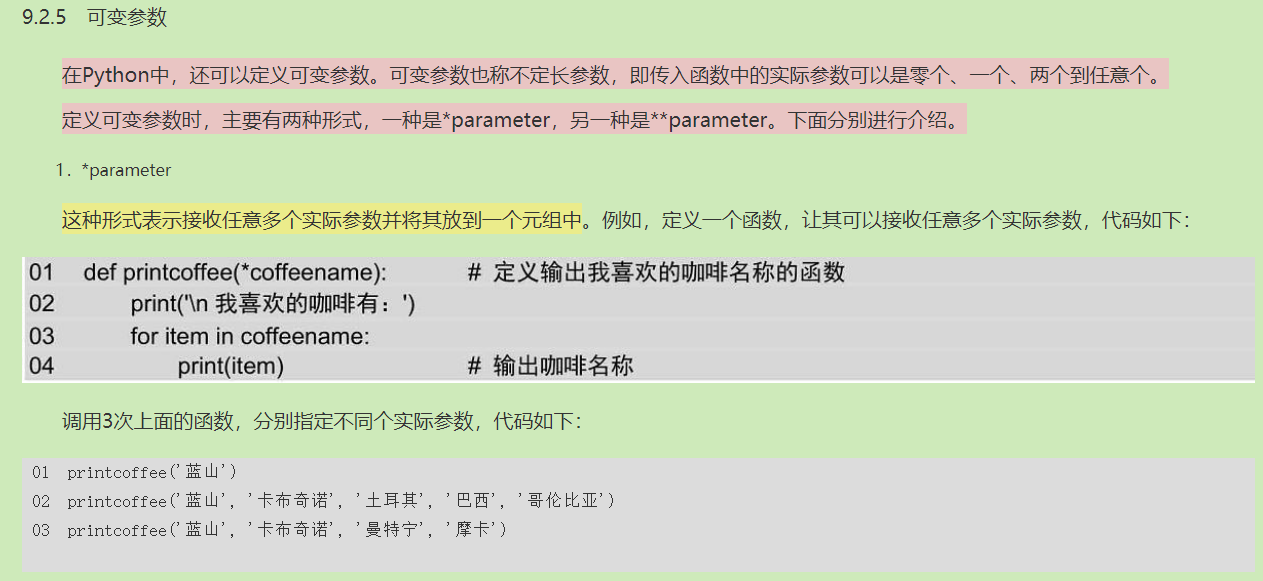 9.2.5 可变参数
在Python中，还可以定义可变参数。可变参数也称不定长参数，即传入函数中的实际参数可以是零个、一个、两个到任意个。
定义可变参数时，主要有两种形式，一种是*parameter，另一种是**parameter。下面分别进行介绍。
1．*parameter
这种形式表示接收任意多个实际参数并将其放到一个元组中。例如，定义一个函数，让其可以接收任意多个实际参数，代码如下：
01 def printcoffee(*coffeename): # 定义输出我喜欢的咖啡名称的函数
02 print('\n 我喜欢的咖啡有：')
03 for item in coffeename:
04 print(item) # 输出咖啡名称
调用3次上面的函数，分别指定不同个实际参数，代码如下：
01 printcoffee('蓝山')
02 printcoffee('蓝山', '卡布奇诺', '土耳其', '巴西', '哥伦比亚')
03 printcoffee('蓝山', '卡布奇诺', '曼特宁', '摩卡')